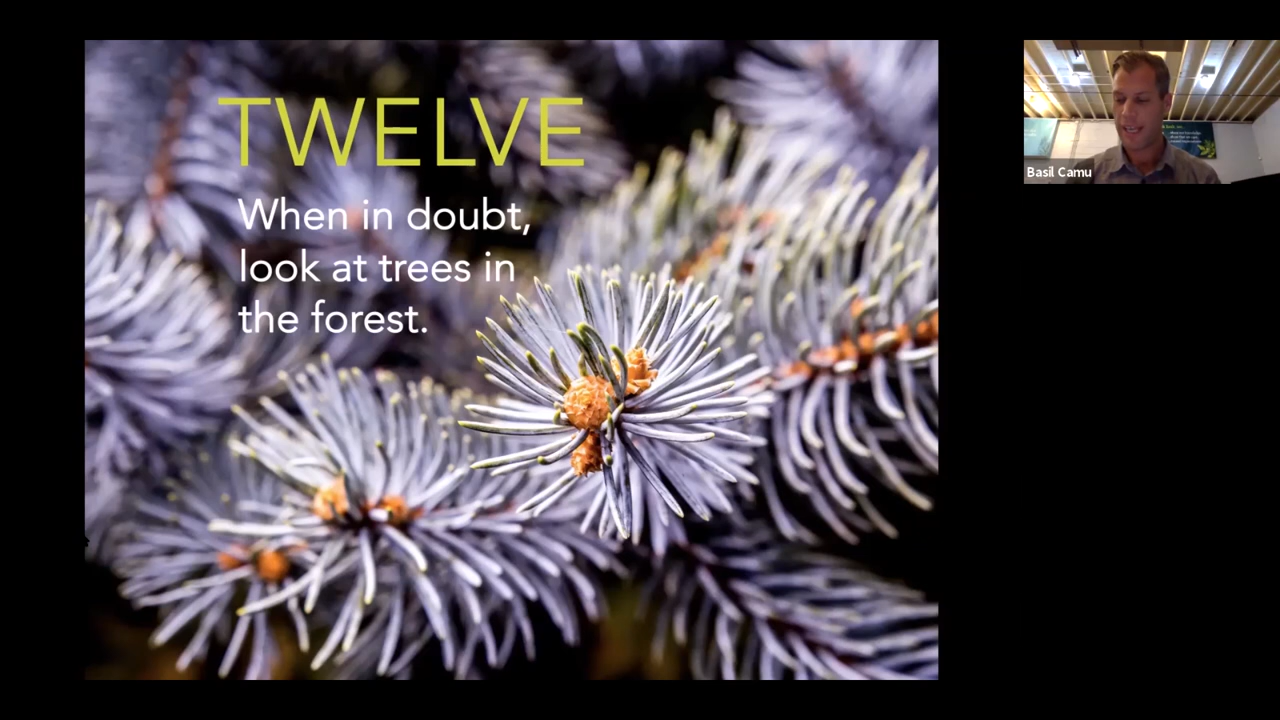 TWELVE
When in doubt,
look at trees in
the forest.
Basil Camu